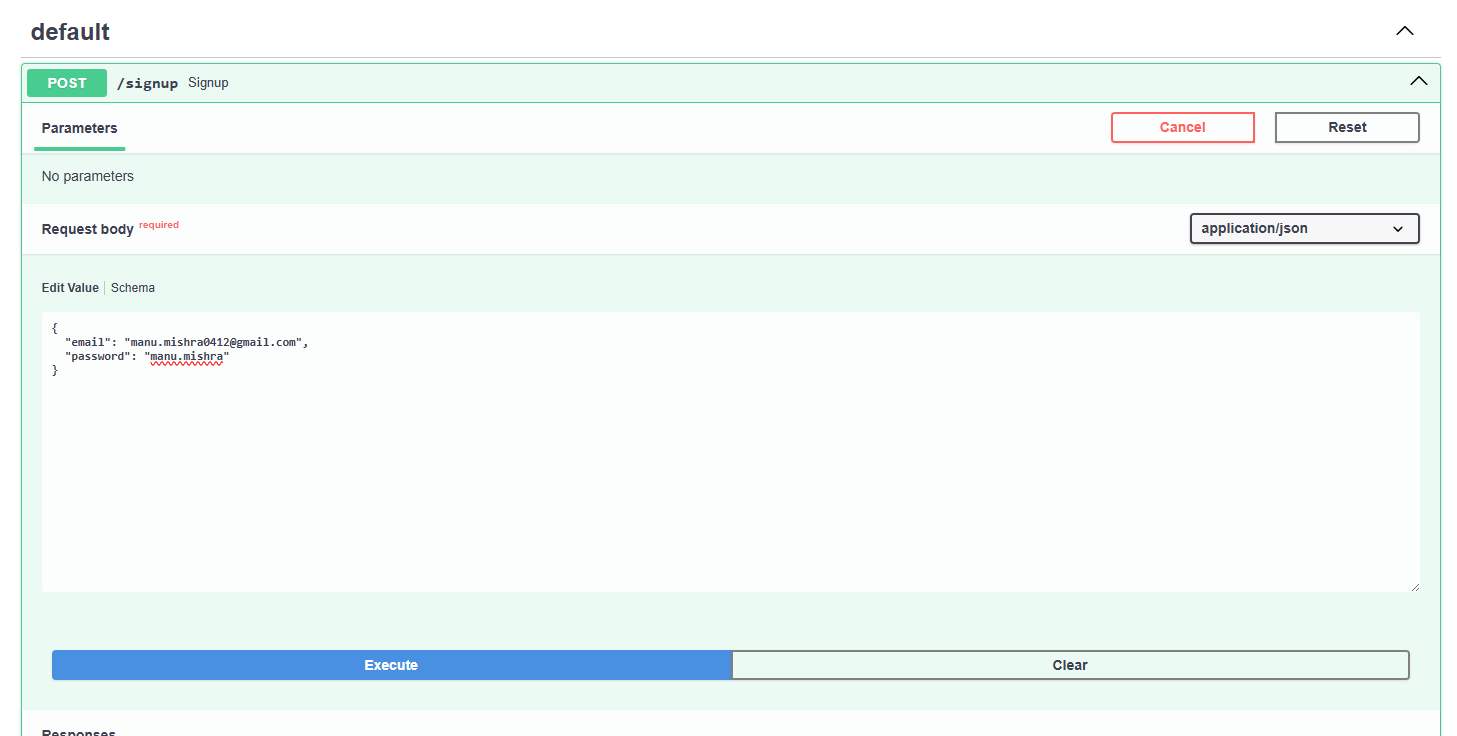 default
POST /signup Signup
Parameters Cancel Reset
No parameters
Request body required application/json
Edit Value Schema
{
"email": "manu.mishra0412@gmail.com",
"password": "manu.mishra"
}
Execute Clear
Responses